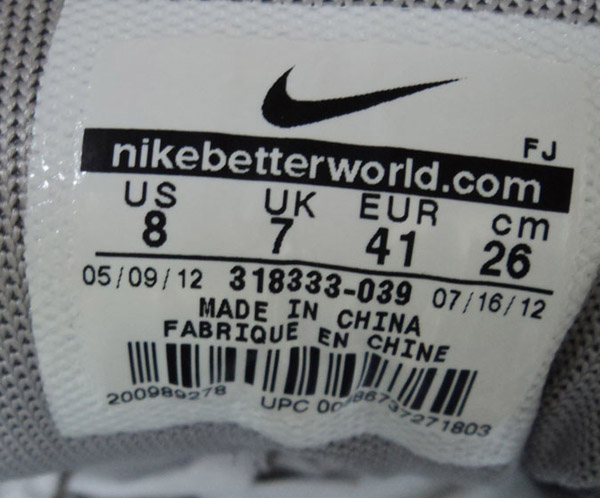 FJ
nikebetterworld.com
US UK EUR cm
8 7 41 26
05/09/12 318333-039 07/16/12
MADE IN CHINA
FABRIQUE EN CHINE
200989278 UPC